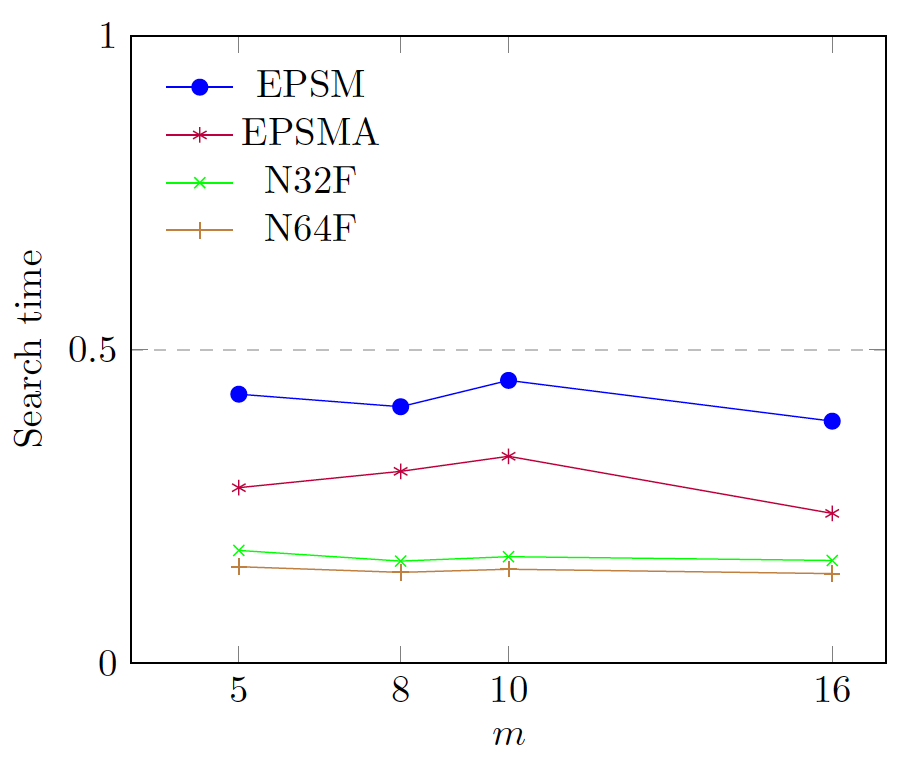 1
EPSM
EPSMA
N32F
N64F
Search time
0.5
0
5 8 10 16
m